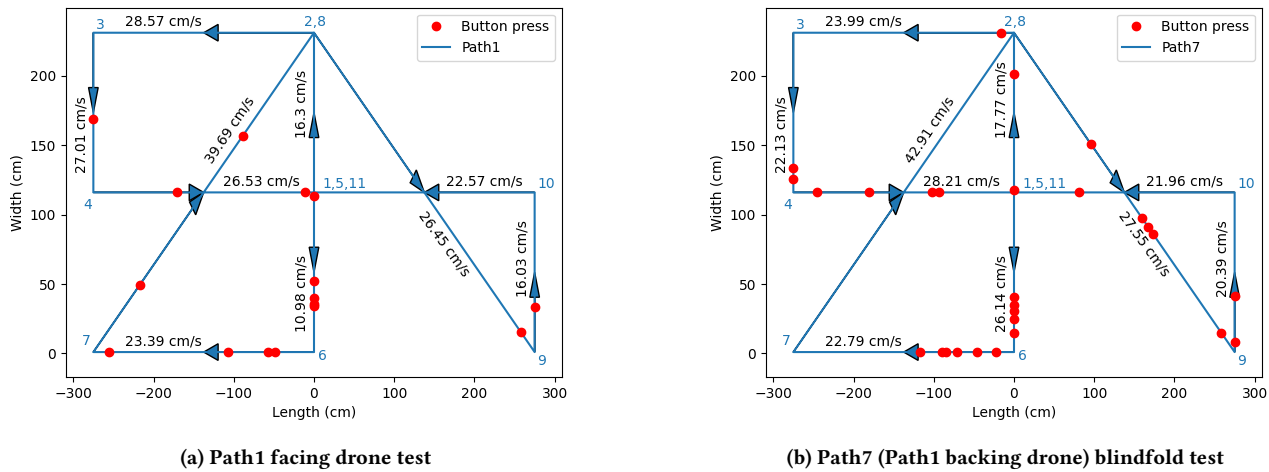 28.57 cm/s
2,8
3
Button press
Path1
200
16.3 cm/s
39.69 cm/s
27.01 cm/s
150
26.53 cm/s
22.57 cm/s
1,5,11
10
4
100
26.45 cm/s
16.03 cm/s
10.98 cm/s
50
23.39 cm/s
7
6
9
0
−300
−200
−100
0
100
200
300
Length (cm)
Width (cm)
(a) Path1 facing drone test
23.99 cm/s
2,8
3
Button press
Path7
200
17.77 cm/s
42.91 cm/s
22.13 cm/s
150
28.21 cm/s
21.96 cm/s
1,5,11
10
4
100
27.55 cm/s
20.39 cm/s
26.14 cm/s
50
22.79 cm/s
7
6
9
0
−300
−200
−100
0
100
200
300
Length (cm)
Width (cm)
(b) Path7 (Path1 backing drone) blindfold test